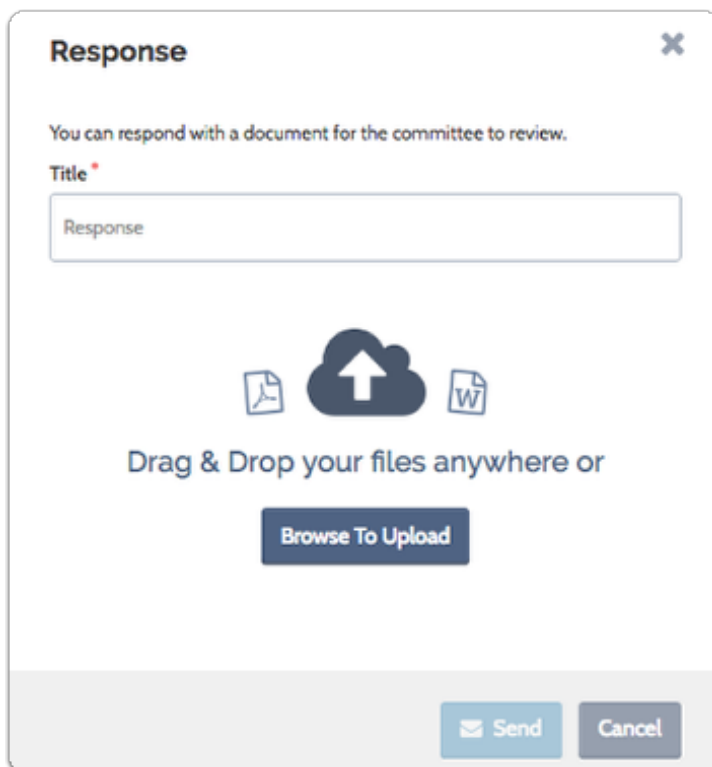 Response
You can respond with a document for the committee to review.
Title *
Response
W
Drag & Drop your files anywhere or
Browse To Upload
Send
Cancel